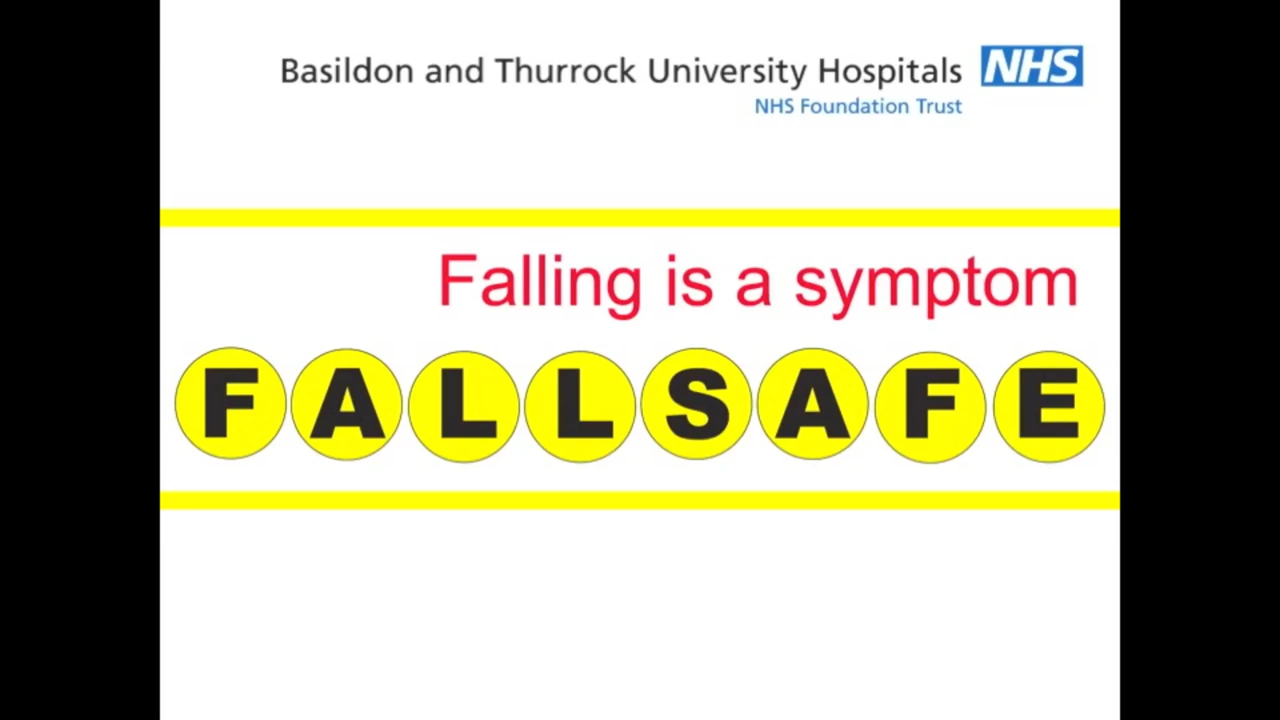 Basildon and Thurrock University Hospitals NHS
NHS Foundation Trust
Falling is a symptom
FALLSAFE